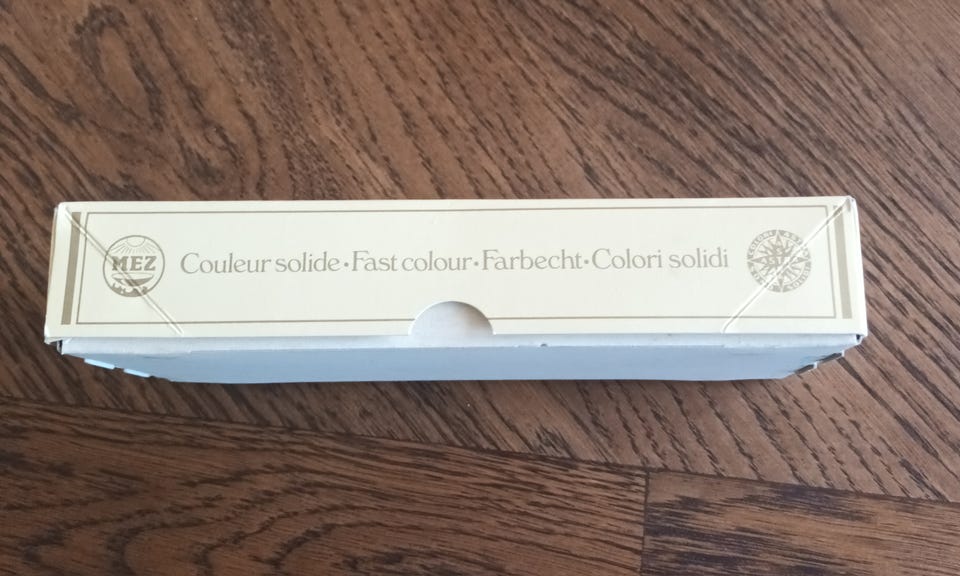 MEZ
Couleur solide • Fast colour • Farbecht • Colori solidi